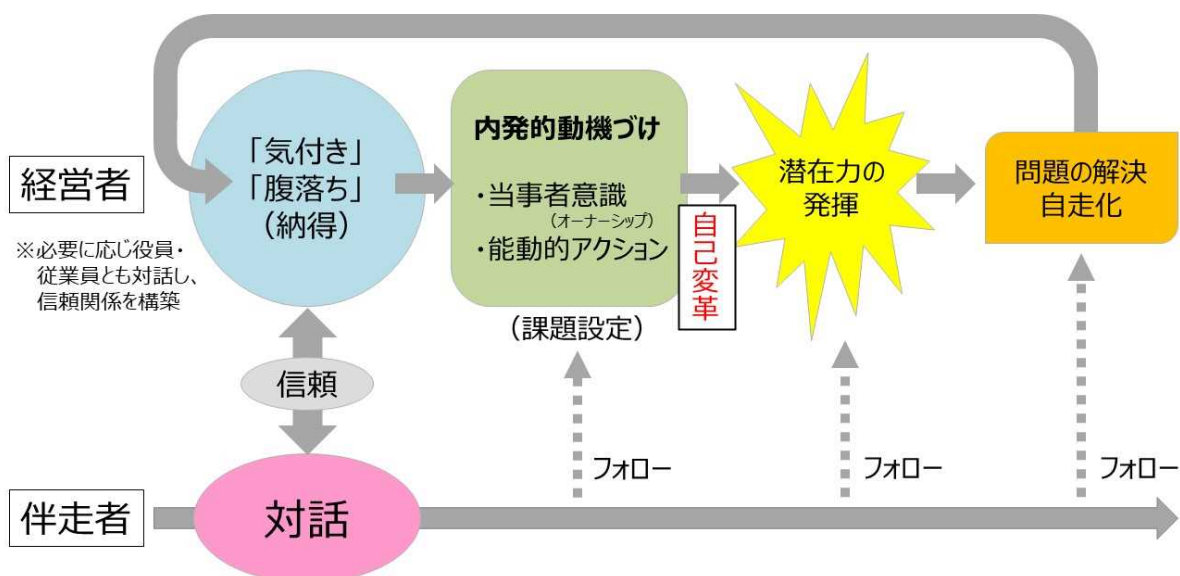 経営者
※必要に応じ役員・
従業員とも対話し、
信頼関係を構築
「気付き」
「腹落ち」
(納得)
内発的動機づけ
・当事者意識
(オーナーシップ)
・能動的アクション
(課題設定)
自己変革
潜在力の
発揮
問題の解決
自走化
信頼
フォロー
フォロー
フォロー
伴走者
対話